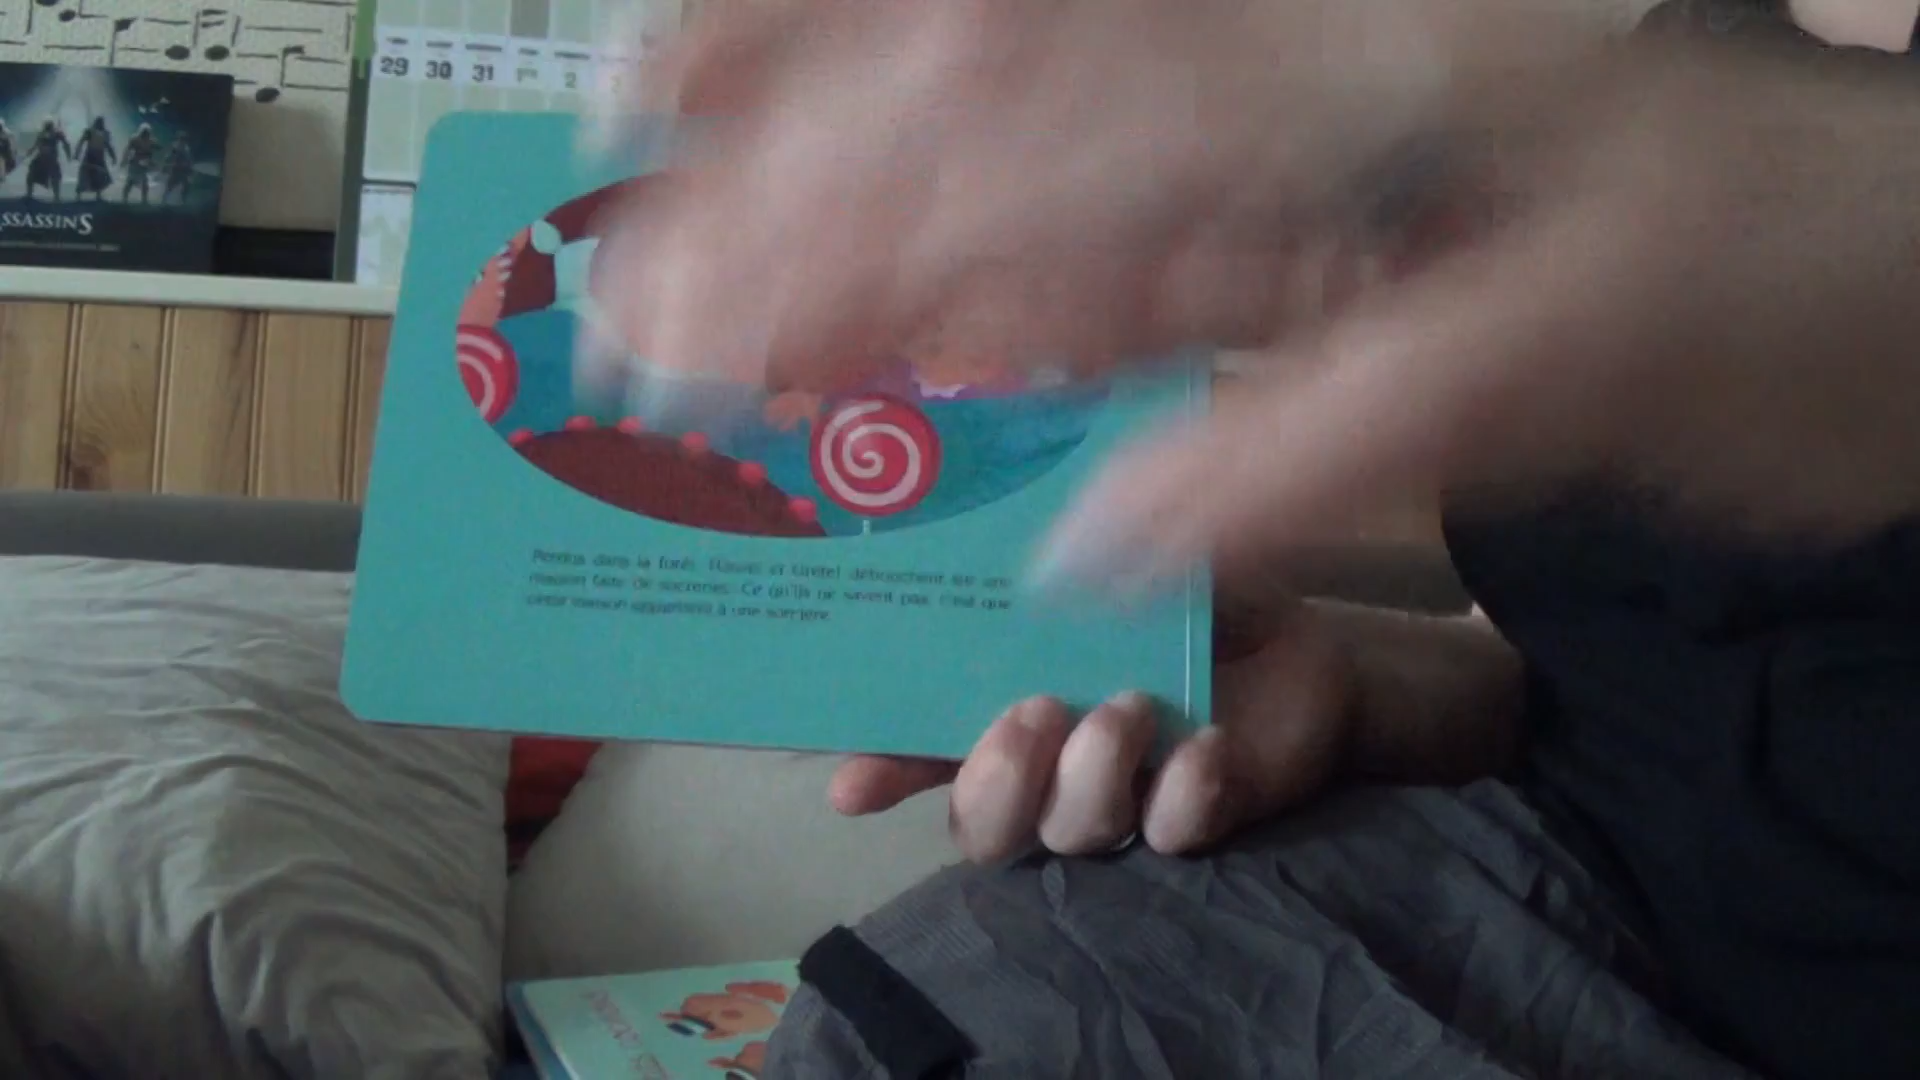 29 30 31 1er 2
SSASSINS
Perdus dans la forêt, Hansel et Gretel débouchent sur une
maison faite de sucreries. Ce qu'ils ne savent pas, c'est que
cette maison appartient à une sorcière.